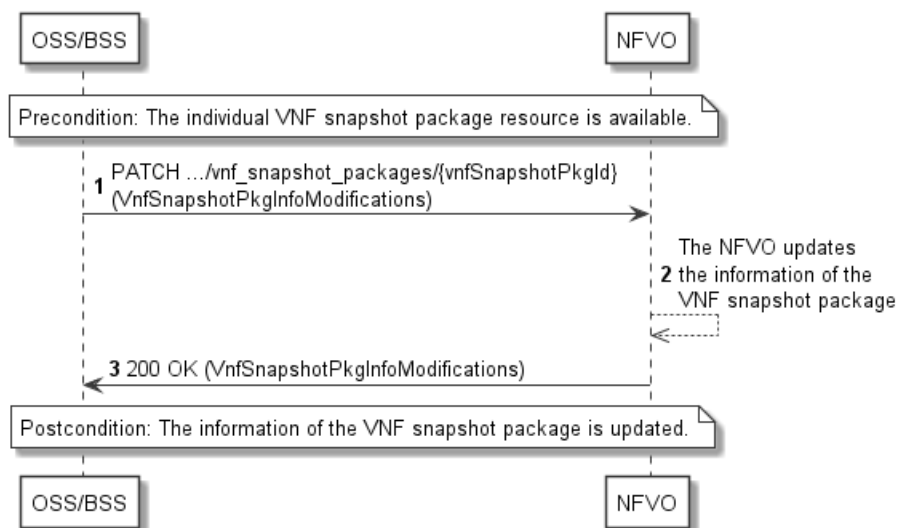 OSS/BSS
NFVO
Precondition: The individual VNF snapshot package resource is available.
1 PATCH .../vnf_snapshot_packages/{vnfSnapshotPkgId}
(VnfSnapshotPkgInfoModifications)
The NFVO updates
2 the information of the
VNF snapshot package
3 200 OK (VnfSnapshotPkgInfoModifications)
Postcondition: The information of the VNF snapshot package is updated.
OSS/BSS
NFVO